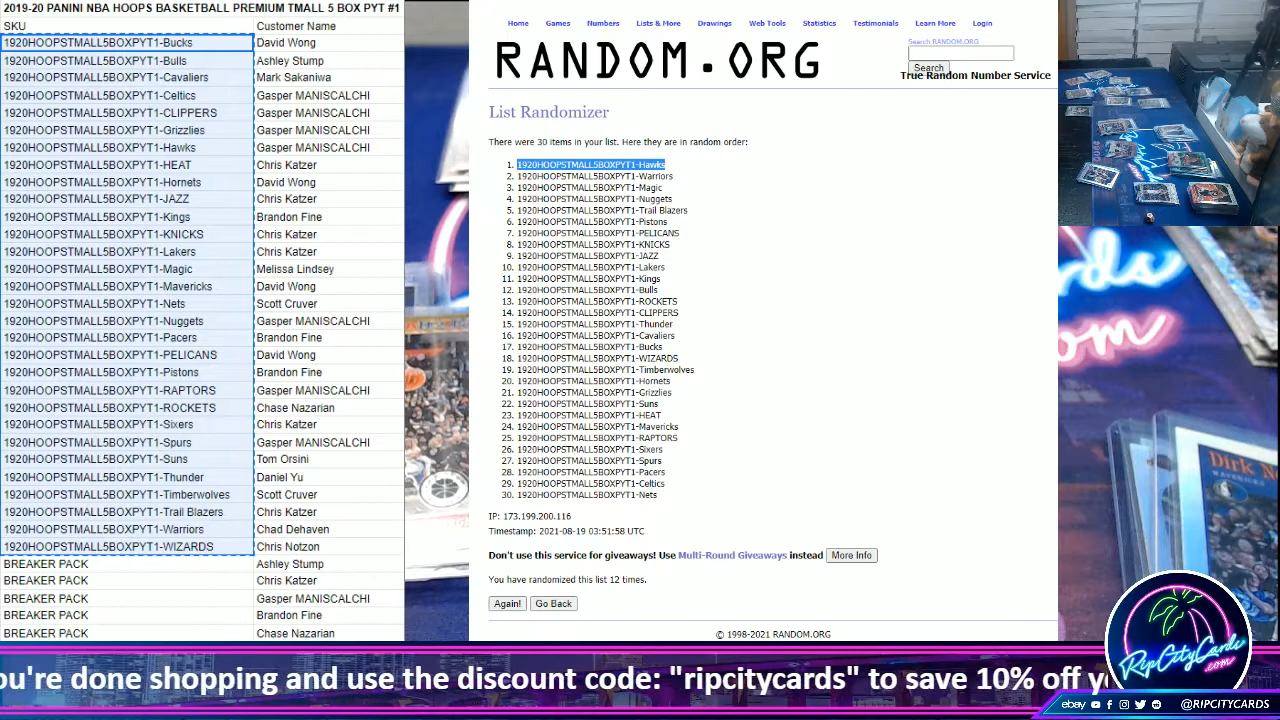 2019-20 PANINI NBA HOOPS BASKETBALL PREMIUM TMALL 5 BOX PYT #1
SKU Customer Name
1920HOOPSTMALL5BOXPYT1-Bucks David Wong
1920HOOPSTMALL5BOXPYT1-Bulls Ashley Stump
1920HOOPSTMALL5BOXPYT1-Cavaliers Mark Sakaniwa
1920HOOPSTMALL5BOXPYT1-Celtics Gasper MANISCALCHI
1920HOOPSTMALL5BOXPYT1-CLIPPERS Gasper MANISCALCHI
1920HOOPSTMALL5BOXPYT1-Grizzlies Gasper MANISCALCHI
1920HOOPSTMALL5BOXPYT1-Hawks Gasper MANISCALCHI
1920HOOPSTMALL5BOXPYT1-HEAT Chris Katzer
1920HOOPSTMALL5BOXPYT1-Hornets David Wong
1920HOOPSTMALL5BOXPYT1-JAZZ Chris Katzer
1920HOOPSTMALL5BOXPYT1-Kings Brandon Fine
1920HOOPSTMALL5BOXPYT1-KNICKS Chris Katzer
1920HOOPSTMALL5BOXPYT1-Lakers Chris Katzer
1920HOOPSTMALL5BOXPYT1-Magic Melissa Lindsey
1920HOOPSTMALL5BOXPYT1-Mavericks David Wong
1920HOOPSTMALL5BOXPYT1-Nets Scott Cruver
1920HOOPSTMALL5BOXPYT1-Nuggets Gasper MANISCALCHI
1920HOOPSTMALL5BOXPYT1-Pacers Brandon Fine
1920HOOPSTMALL5BOXPYT1-PELICANS David Wong
1920HOOPSTMALL5BOXPYT1-Pistons Brandon Fine
1920HOOPSTMALL5BOXPYT1-RAPTORS Gasper MANISCALCHI
1920HOOPSTMALL5BOXPYT1-ROCKETS Chase Nazarian
1920HOOPSTMALL5BOXPYT1-Sixers Chris Katzer
1920HOOPSTMALL5BOXPYT1-Spurs Gasper MANISCALCHI
1920HOOPSTMALL5BOXPYT1-Suns Tom Orsini
1920HOOPSTMALL5BOXPYT1-Thunder Daniel Yu
1920HOOPSTMALL5BOXPYT1-Timberwolves Scott Cruver
1920HOOPSTMALL5BOXPYT1-Trail Blazers Chris Katzer
1920HOOPSTMALL5BOXPYT1-Warriors Chad Dehaven
1920HOOPSTMALL5BOXPYT1-WIZARDS Chris Notzon
BREAKER PACK Ashley Stump
BREAKER PACK Chris Katzer
BREAKER PACK Gasper MANISCALCHI
BREAKER PACK Brandon Fine
BREAKER PACK Chase Nazarian
Home Games Numbers Lists & More Drawings Web Tools Statistics Testimonials Learn More Login
RANDOM.ORG
Search RANDOM.ORG
Search
True Random Number Service
List Randomizer
There were 30 items in your list. Here they are in random order:
1. 1920HOOPSTMALL5BOXPYT1-Hawks
2. 1920HOOPSTMALL5BOXPYT1-Warriors
3. 1920HOOPSTMALL5BOXPYT1-Magic
4. 1920HOOPSTMALL5BOXPYT1-Nuggets
5. 1920HOOPSTMALL5BOXPYT1-Trail Blazers
6. 1920HOOPSTMALL5BOXPYT1-Pistons
7. 1920HOOPSTMALL5BOXPYT1-PELICANS
8. 1920HOOPSTMALL5BOXPYT1-KNICKS
9. 1920HOOPSTMALL5BOXPYT1-JAZZ
10. 1920HOOPSTMALL5BOXPYT1-Lakers
11. 1920HOOPSTMALL5BOXPYT1-Kings
12. 1920HOOPSTMALL5BOXPYT1-Bulls
13. 1920HOOPSTMALL5BOXPYT1-ROCKETS
14. 1920HOOPSTMALL5BOXPYT1-CLIPPERS
15. 1920HOOPSTMALL5BOXPYT1-Thunder
16. 1920HOOPSTMALL5BOXPYT1-Cavaliers
17. 1920HOOPSTMALL5BOXPYT1-Bucks
18. 1920HOOPSTMALL5BOXPYT1-WIZARDS
19. 1920HOOPSTMALL5BOXPYT1-Timberwolves
20. 1920HOOPSTMALL5BOXPYT1-Hornets
21. 1920HOOPSTMALL5BOXPYT1-Grizzlies
22. 1920HOOPSTMALL5BOXPYT1-Suns
23. 1920HOOPSTMALL5BOXPYT1-HEAT
24. 1920HOOPSTMALL5BOXPYT1-Mavericks
25. 1920HOOPSTMALL5BOXPYT1-RAPTORS
26. 1920HOOPSTMALL5BOXPYT1-Sixers
27. 1920HOOPSTMALL5BOXPYT1-Spurs
28. 1920HOOPSTMALL5BOXPYT1-Pacers
29. 1920HOOPSTMALL5BOXPYT1-Celtics
30. 1920HOOPSTMALL5BOXPYT1-Nets
IP: 173.199.200.116
Timestamp: 2021-08-19 03:51:58 UTC
Don't use this service for giveaways! Use Multi-Round Giveaways instead More Info
You have randomized this list 12 times.
Again! Go Back
© 1998-2021 RANDOM.ORG
Dirk N
MAVERICKS
RipCityCards
.com
ou're done shopping and use the discount code: "ripcitycards" to save 10% off y
ebay @RIPCITYCARDS